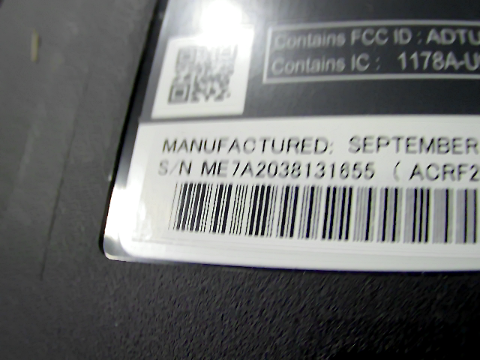 Contains FCC ID : ADTU
Contains IC : 1178A-U
MANUFACTURED: SEPTEMBER
S/N ME7A2038131655 ( ACRF2